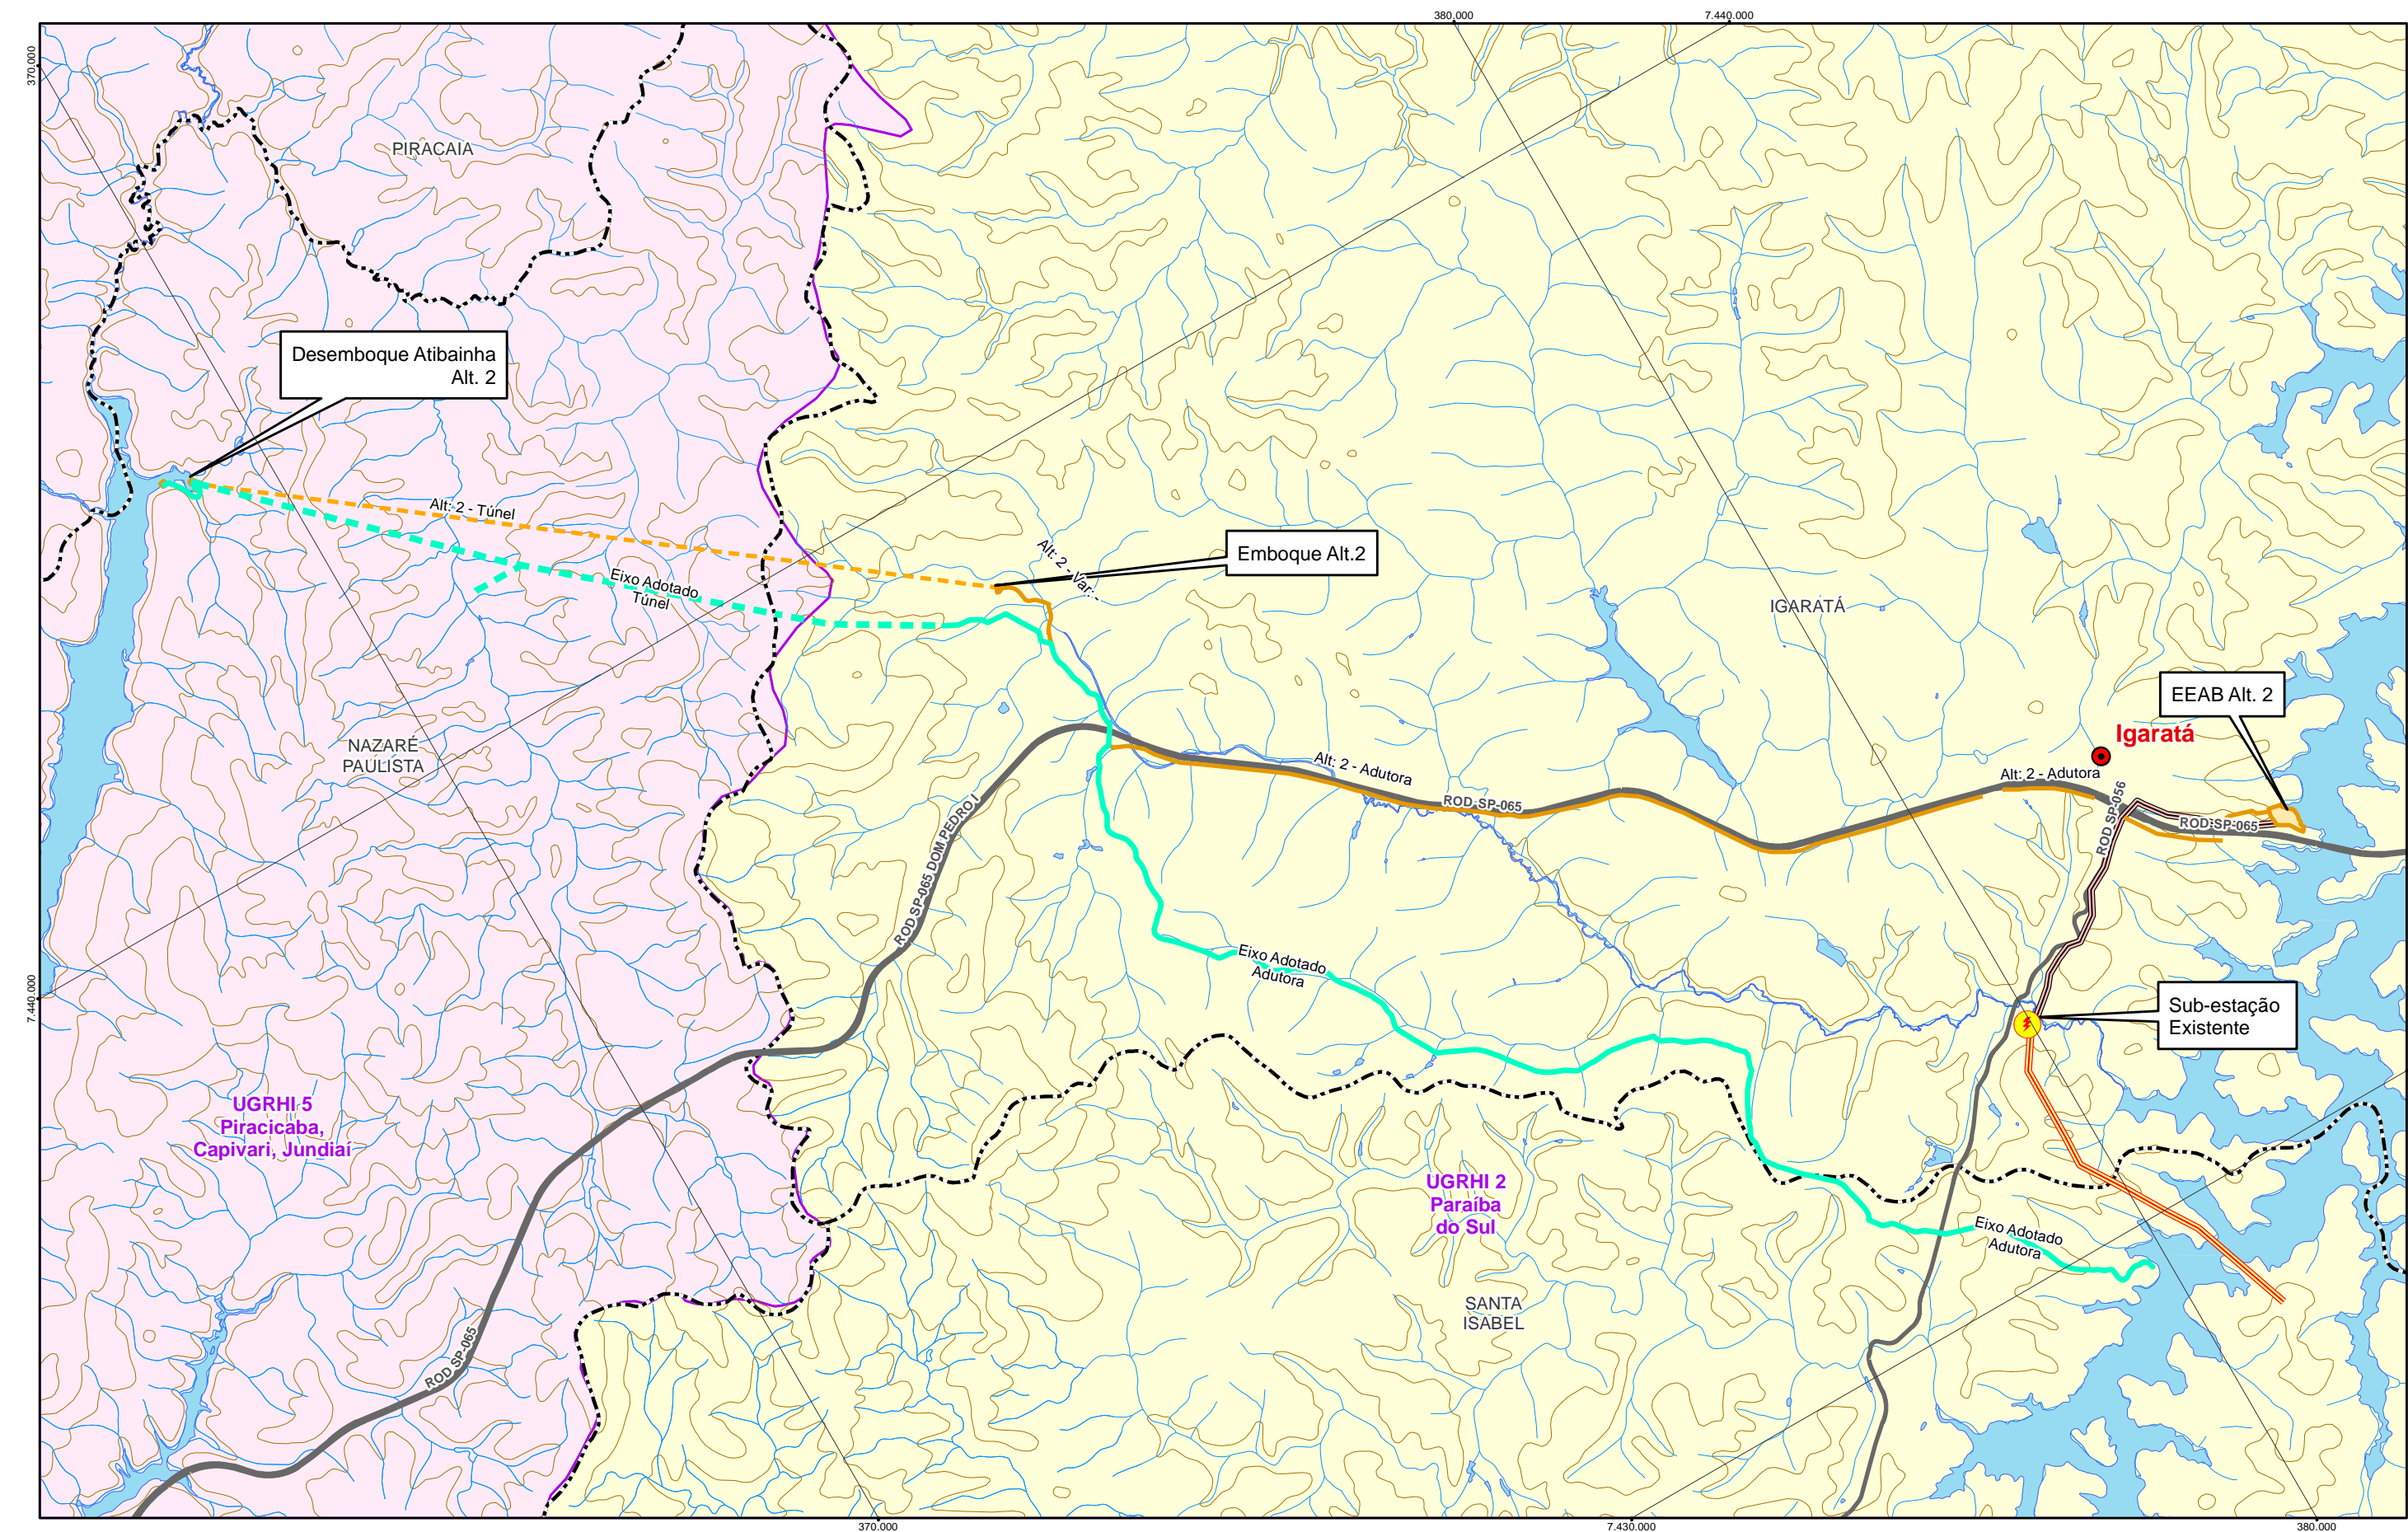 380.000
7.440.000
370.000
PIRACAIA
Desemboque Atibainha
Alt. 2
Alt: 2 - Túnel
Eixo Adotado
Túnel
Alt: 2 - Var: -
Emboque Alt.2
IGARATÁ
EEAB Alt. 2
Igaratá
NAZARÉ
PAULISTA
Alt: 2 - Adutora
Alt: 2 - Adutora
ROD SP-065
ROD SP-056
ROD SP-065
ROD SP-065 DOM PEDRO I
Eixo Adotado
Adutora
7.440.000
Sub-estação
Existente
UGRHI 5
Piracicaba,
Capivari, Jundiaí
UGRHI 2
Paraíba
do Sul
Eixo Adotado
Adutora
SANTA
ISABEL
ROD SP-065
370.000
7.430.000
380.000